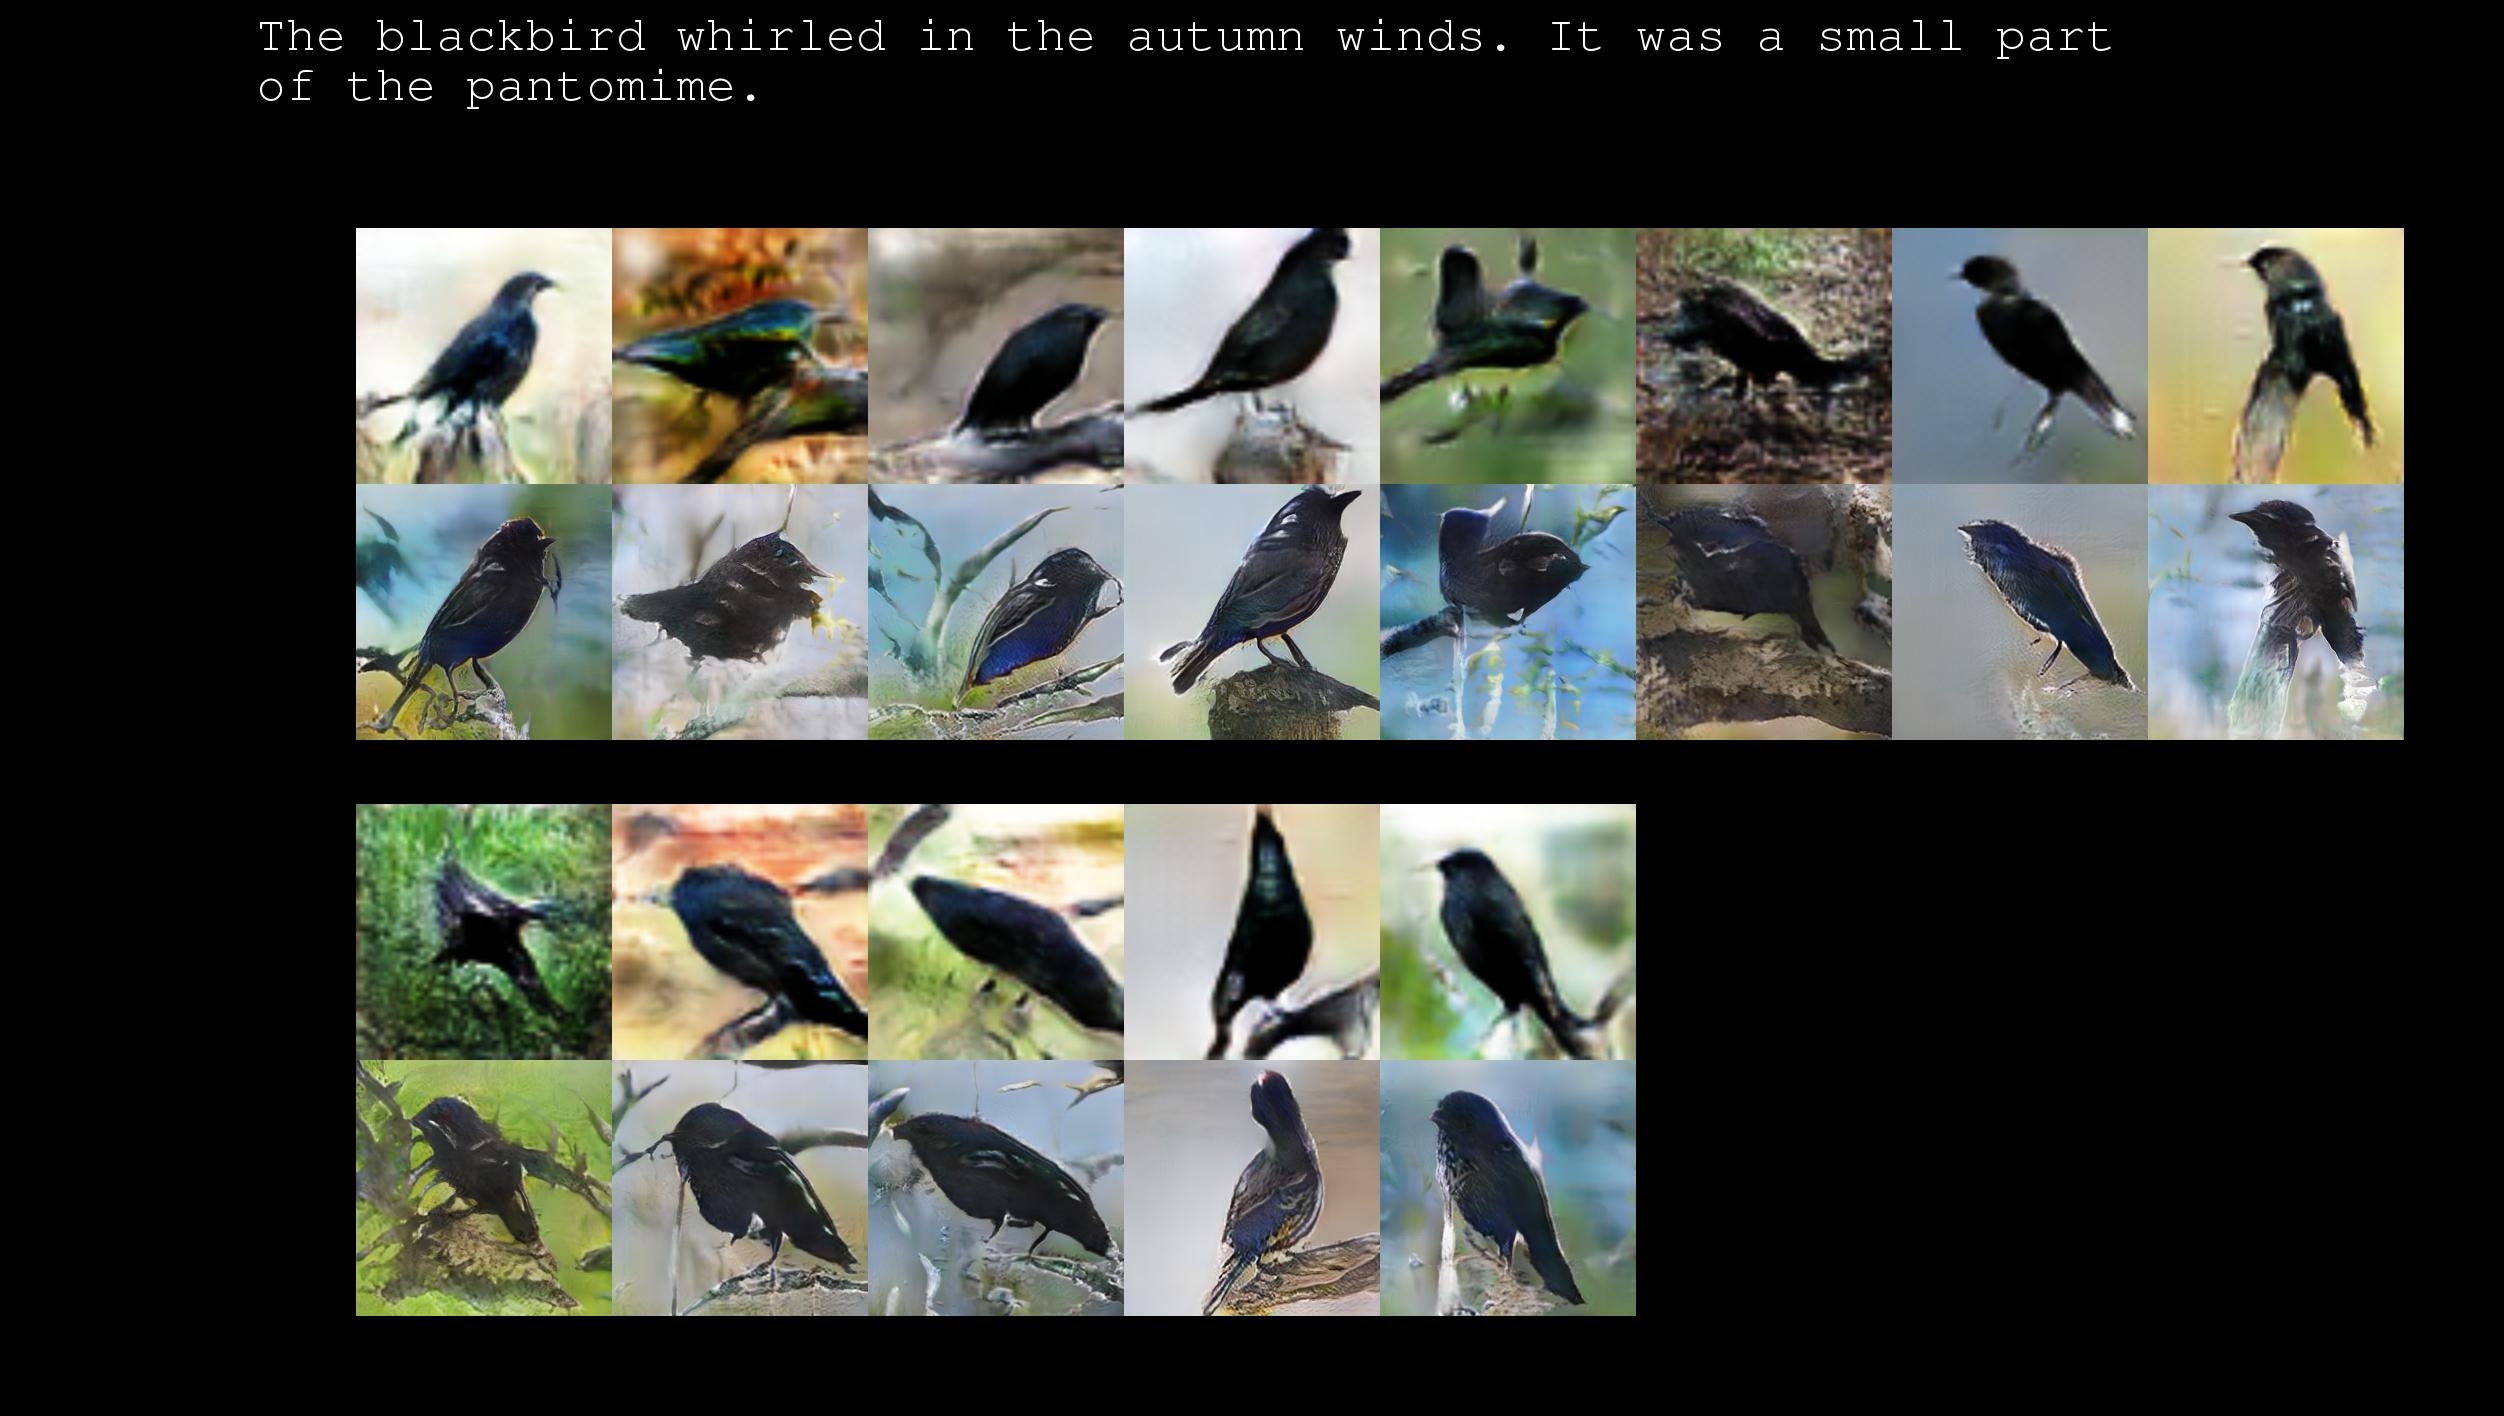 The blackbird whirled in the autumn winds. It was a small part
of the pantomime.